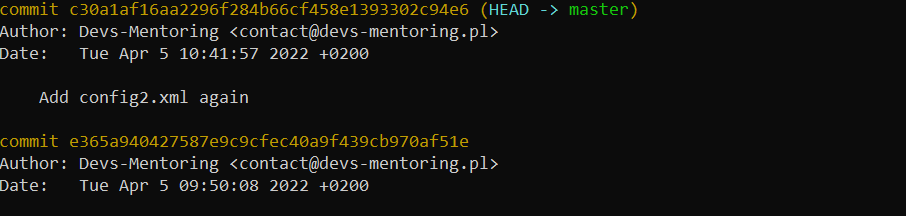 commit c30a1af16aa2296f284b66cf458e1393302c94e6 (HEAD -> master)
Author: Devs-Mentoring <contact@devs-mentoring.pl>
Date:   Tue Apr 5 10:41:57 2022 +0200
    Add config2.xml again
commit e365a940427587e9c9cfec40a9f439cb970af51e
Author: Devs-Mentoring <contact@devs-mentoring.pl>
Date:   Tue Apr 5 09:50:08 2022 +0200